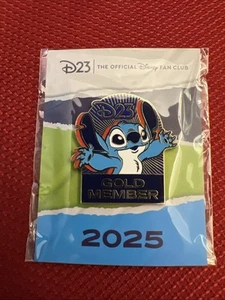 D23 | THE OFFICIAL Disney FAN CLUB
D23
GOLD
MEMBER
2025